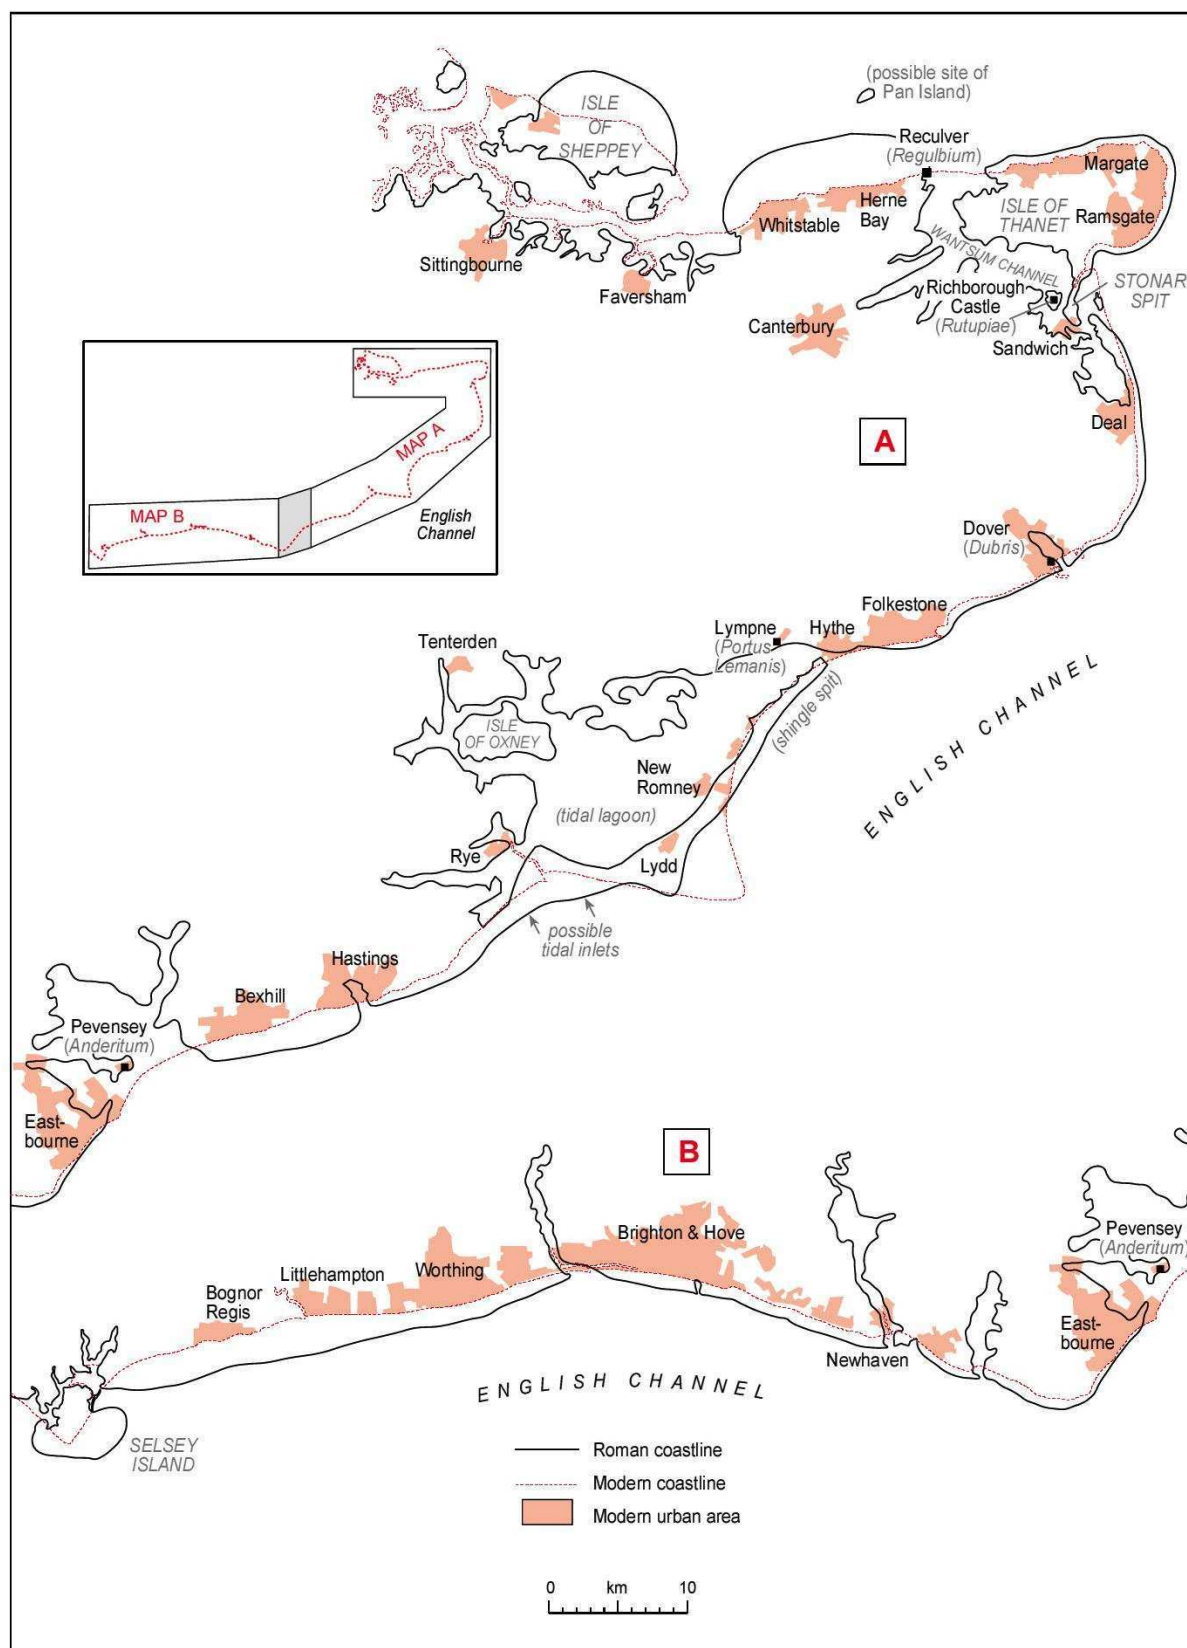 (possible site of
Pan Island)
ISLE
OF
SHEPPEY
Reculver
(Regulbium)
Margate
ISLE OF
THANET
Ramsgate
Herne
Bay
Whitstable
WANTSUM CHANNEL
Sittingbourne
Faversham
Richborough
Castle
(Rutupiae)
STONAR
SPIT
Canterbury
Sandwich
Deal
A
MAP A
MAP B
English
Channel
Dover
(Dubris)
Folkestone
Hythe
Lympne
(Portus
Lemanis)
Tenterden
(shingle spit)
ISLE
OF OXNEY
ENGLISH CHANNEL
New
Romney
(tidal lagoon)
Rye
Lydd
possible
tidal inlets
Hastings
Bexhill
Pevensey
(Anderitum)
East-
bourne
B
Brighton & Hove
Pevensey
(Anderitum)
Worthing
Littlehampton
Bognor
Regis
East-
bourne
Newhaven
ENGLISH CHANNEL
SELSEY
ISLAND
Roman coastline
Modern coastline
Modern urban area
0 km 10